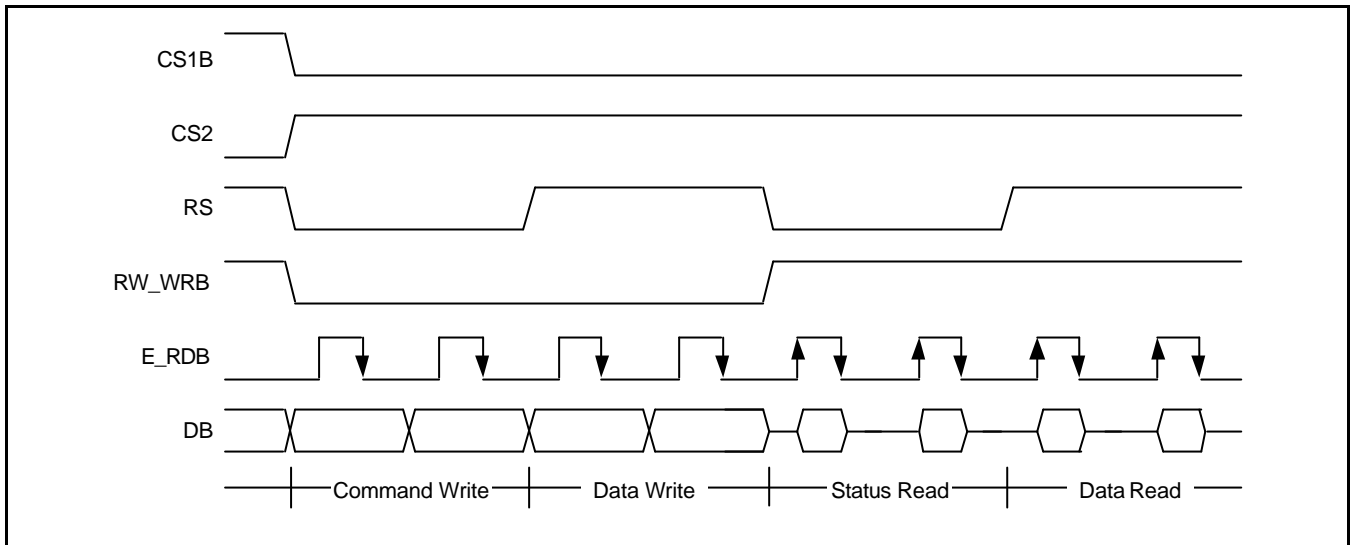 CS1B
CS2
RS
RW_WRB
E_RDB
DB
Command Write Data Write Status Read Data Read